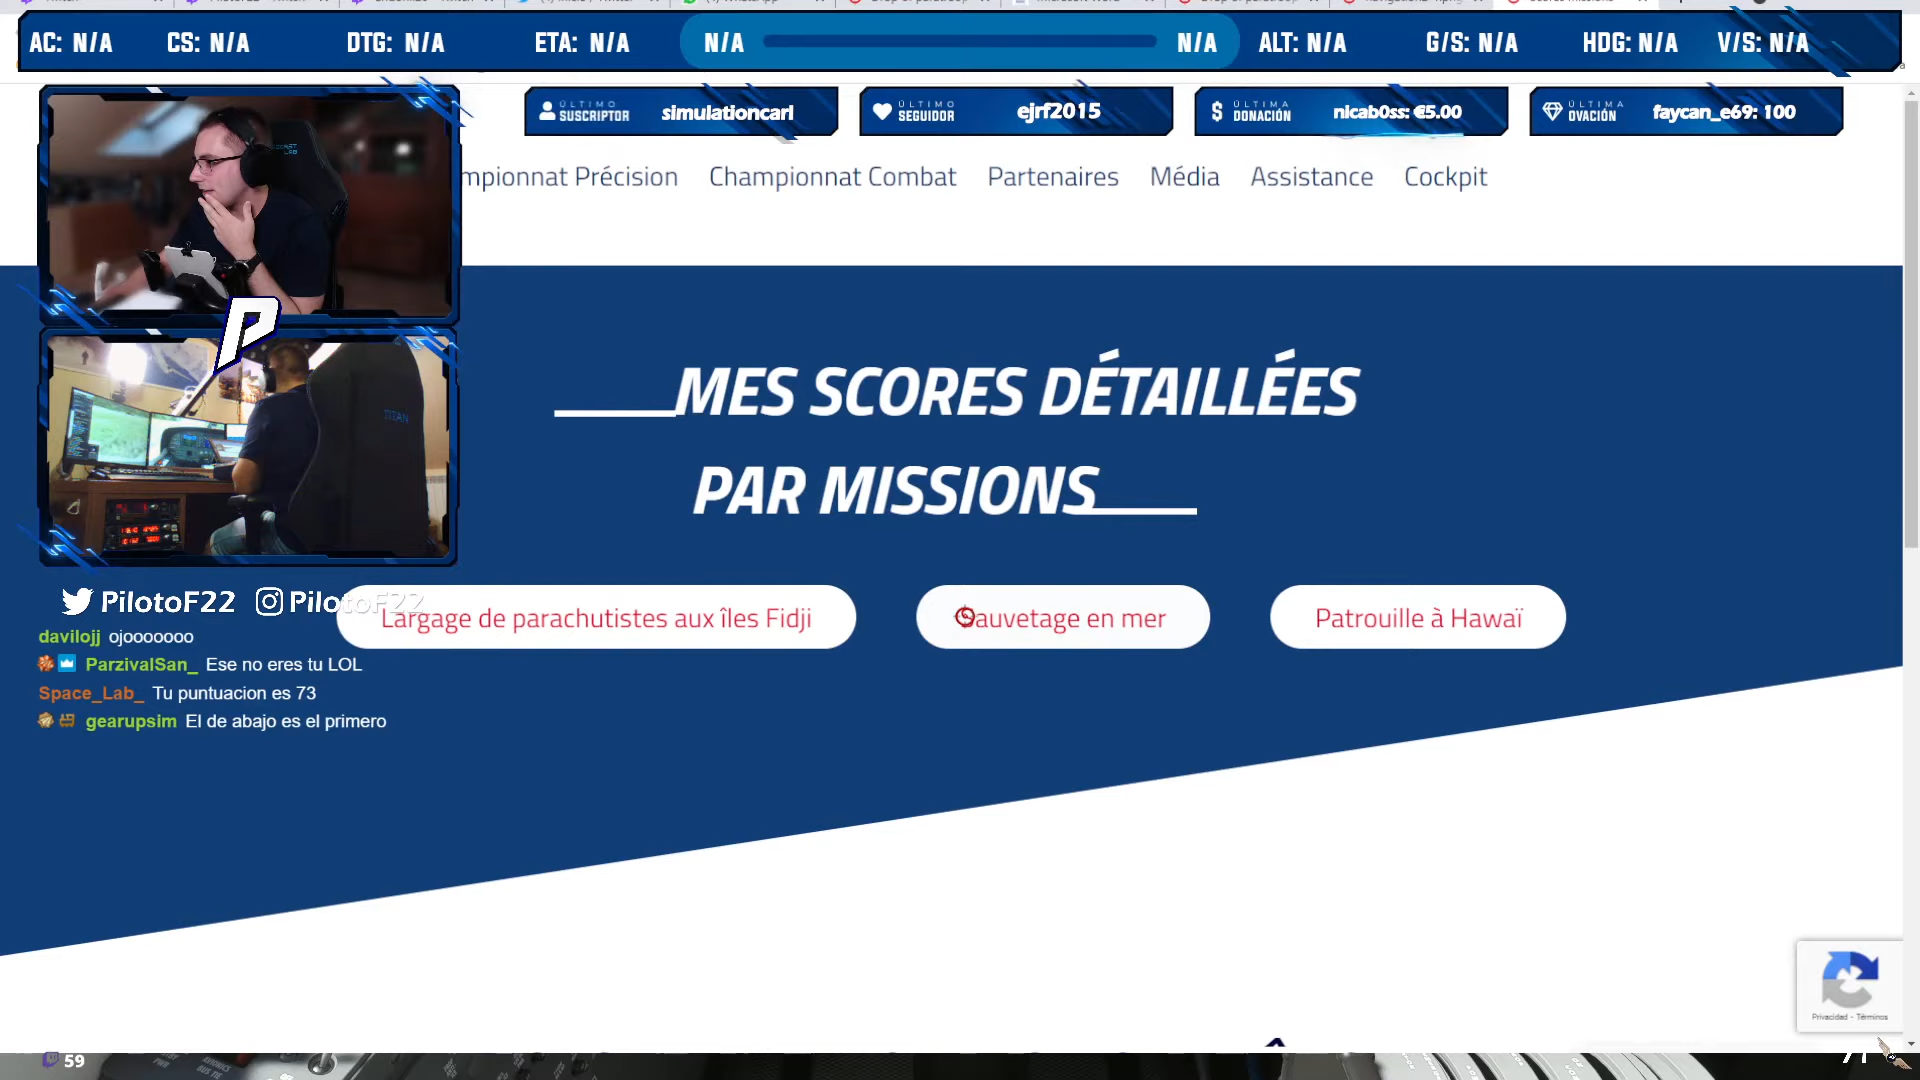 AC: N/A CS: N/A DTG: N/A ETA: N/A N/A N/A ALT: N/A G/S: N/A HDG: N/A V/S: N/A
ÚLTIMO SUSCRIPTOR simulationcarl
ÚLTIMO SEGUIDOR ejrf2015
ÚLTIMA DONACIÓN nicab0ss: €5.00
ÚLTIMA OVACIÓN faycan_e69: 100
mpionnat Précision Championnat Combat Partenaires Média Assistance Cockpit
P
TITAN
MES SCORES DÉTAILLÉES
PAR MISSIONS
PilotoF22 PilotoF22
Largage de parachutistes aux îles Fidji Sauvetage en mer Patrouille à Hawaï
davilojj ojooooooo
ParzivalSan_ Ese no eres tu LOL
Space_Lab_ Tu puntuacion es 73
gearupsim El de abajo es el primero
Privacidad - Términos
59